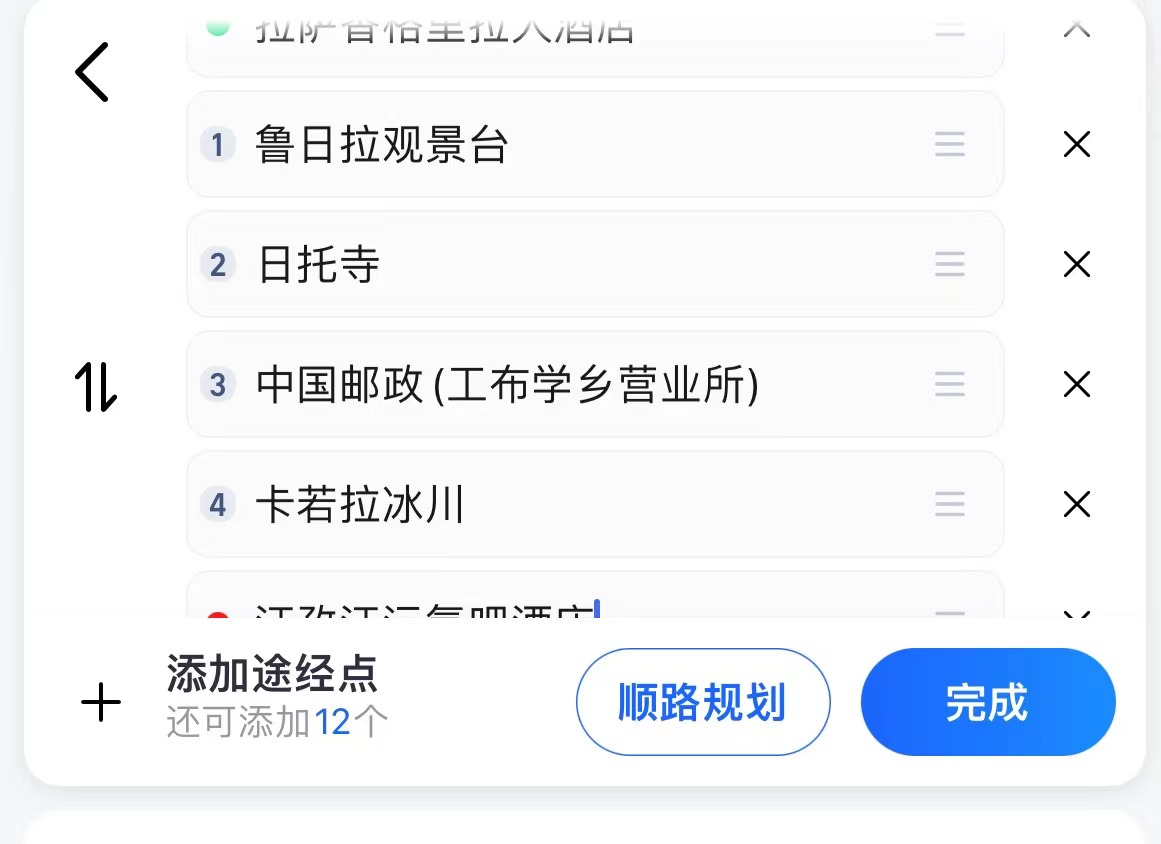 拉萨香格里拉大酒店
1 鲁日拉观景台
2 日托寺
3 中国邮政(工布学乡营业所)
4 卡若拉冰川
添加途经点
还可添加12个
顺路规划
完成